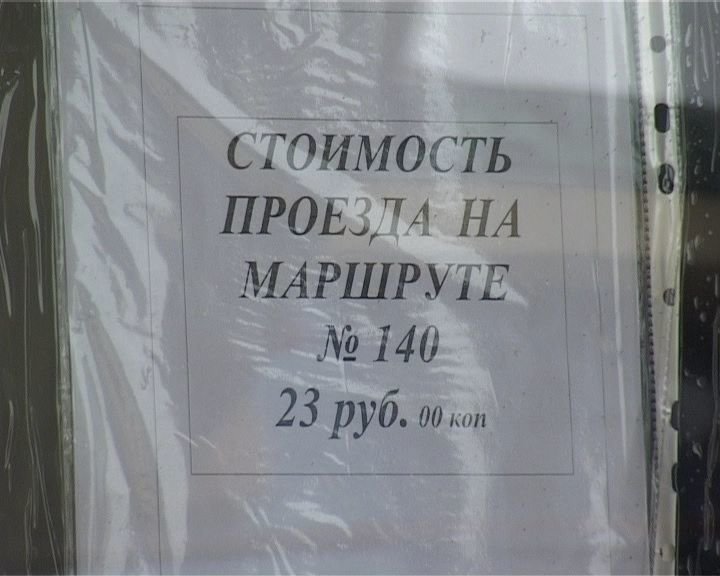 СТОИМОСТЬ
ПРОЕЗДА НА
МАРШРУТЕ
№ 140
23 руб. 00 коп